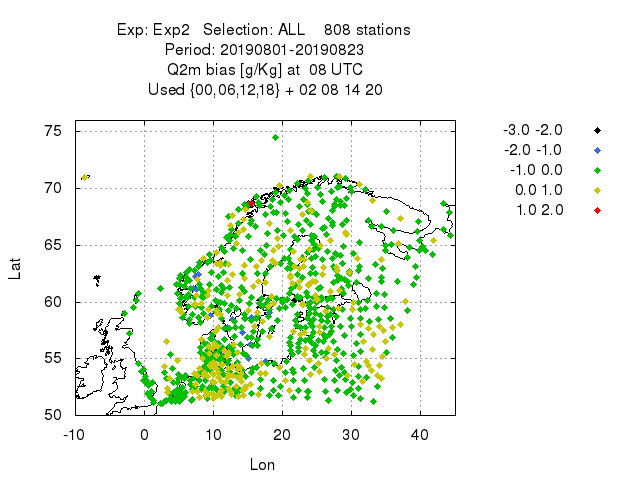 Exp: Exp2 Selection: ALL 808 stations
Period: 20190801-20190823
Q2m bias [g/Kg] at 08 UTC
Used {00,06,12,18} + 02 08 14 20
-3.0 -2.0
-2.0 -1.0
-1.0 0.0
0.0 1.0
1.0 2.0
75
70
65
60
55
50
Lat
-10 0 10 20 30 40
Lon